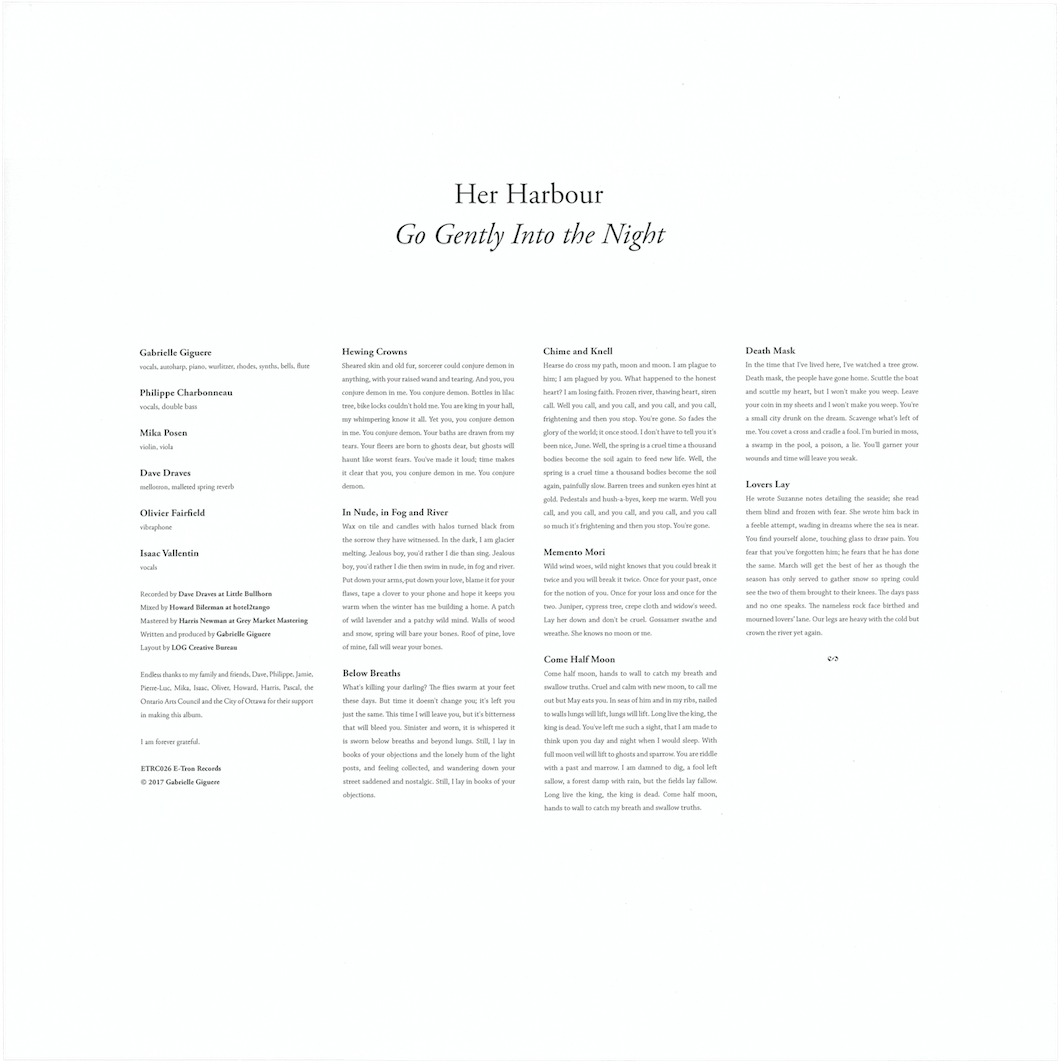 Her Harbour
Go Gently Into the Night
Gabrielle Giguere
vocals, autoharp, piano, wurlitzer, rhodes, synths, bells, flute
Philippe Charbonneau
vocals, double bass
Mika Posen
violin, viola
Dave Draves
mellotron, malleted spring reverb
Olivier Fairfield
vibraphone
Isaac Vallentin
vocals
Recorded by Dave Draves at Little Bullhorn
Mixed by Howard Bilerman at hotel2tango
Mastered by Harris Newman at Grey Market Mastering
Written and produced by Gabrielle Giguere
Layout by LOG Creative Bureau
Endless thanks to my family and friends, Dave, Philippe, Jamie,
Pierre-Luc, Mika, Isaac, Oliver, Howard, Harris, Pascal, the
Ontario Arts Council and the City of Ottawa for their support
in making this album.
I am forever grateful.
ETRC026 E-Tron Records
© 2017 Gabrielle Giguere
Hewing Crowns
Sheared skin and old fur, sorcerer could conjure demon in
anything, with your raised wand and tearing. And you, you
conjure demon in me. You conjure demon. Bottles in lilac
tree, bike locks couldn't hold me. You are king in your hall,
my whimpering know it all. Yet you, you conjure demon
in me. You conjure demon. Your baths are drawn from my
tears. Your fleers are born to ghosts dear, but ghosts will
haunt like worst fears. You've made it loud; time makes
it clear that you, you conjure demon in me. You conjure
demon.
In Nude, in Fog and River
Wax on tile and candles with halos turned black from
the sorrow they have witnessed. In the dark, I am glacier
melting. Jealous boy, you'd rather I die than sing. Jealous
boy, you'd rather I die then swim in nude, in fog and river.
Put down your arms, put down your love, blame it for your
flaws, tape a clover to your phone and hope it keeps you
warm when the winter has me building a home. A patch
of wild lavender and a patchy wild mind. Walls of wood
and snow, spring will bare your bones. Roof of pine, love
of mine, fall will wear your bones.
Below Breaths
What's killing your darling? The flies swarm at your feet
these days. But time it doesn't change you; it's left you
just the same. This time I will leave you, but it's bitterness
that will bleed you. Sinister and worn, it is whispered it
is sworn below breaths and beyond lungs. Still, I lay in
books of your objections and the lonely hum of the light
posts, and feeling collected, and wandering down your
street saddened and nostalgic. Still, I lay in books of your
objections.
Chime and Knell
Hearse do cross my path, moon and moon. I am plague to
him; I am plagued by you. What happened to the honest
heart? I am losing faith. Frozen river, thawing heart, siren
call. Well you call, and you call, and you call, and you call,
frightening and then you stop. You're gone. So fades the
glory of the world; it once stood. I don't have to tell you it's
been nice, June. Well, the spring is a cruel time a thousand
bodies become the soil again to feed new life. Well, the
spring is a cruel time a thousand bodies become the soil
again, painfully slow. Barren trees and sunken eyes hint at
gold. Pedestals and hush-a-byes, keep me warm. Well you
call, and you call, and you call, and you call, and you call
so much it's frightening and then you stop. You're gone.
Memento Mori
Wild wind woes, wild night knows that you could break it
twice and you will break it twice. Once for your past, once
for the notion of you. Once for your loss and once for the
two. Juniper, cypress tree, crepe cloth and widow's weed.
Lay her down and don't be cruel. Gossamer swathe and
wreathe. She knows no moon or me.
Come Half Moon
Come half moon, hands to wall to catch my breath and
swallow truths. Cruel and calm with new moon, to call me
out but May eats you. In seas of him and in my ribs, nailed
to walls lungs will lift, lungs will lift. Long live the king, the
king is dead. You've left me such a sight, that I am made to
think upon you day and night when I would sleep. With
full moon veil will lift to ghosts and sparrow. You are riddle
with a past and marrow. I am damned to dig, a fool left
sallow, a forest damp with rain, but the fields lay fallow.
Long live the king, the king is dead. Come half moon,
hands to wall to catch my breath and swallow truths.
Death Mask
In the time that I've lived here, I've watched a tree grow.
Death mask, the people have gone home. Scuttle the boat
and scuttle my heart, but I won't make you weep. Leave
your coin in my sheets and I won't make you weep. You're
a small city drunk on the dream. Scavenge what's left of
me. You covet a cross and cradle a fool. I'm buried in moss,
a swamp in the pool, a poison, a lie. You'll garner your
wounds and time will leave you weak.
Lovers Lay
He wrote Suzanne notes detailing the seaside; she read
them blind and frozen with fear. She wrote him back in
a feeble attempt, wading in dreams where the sea is near.
You find yourself alone, touching glass to draw pain. You
fear that you've forgotten him; he fears that he has done
the same. March will get the best of her as though the
season has only served to gather snow so spring could
see the two of them brought to their knees. The days pass
and no one speaks. The nameless rock face birthed and
mourned lovers' lane. Our legs are heavy with the cold but
crown the river yet again.